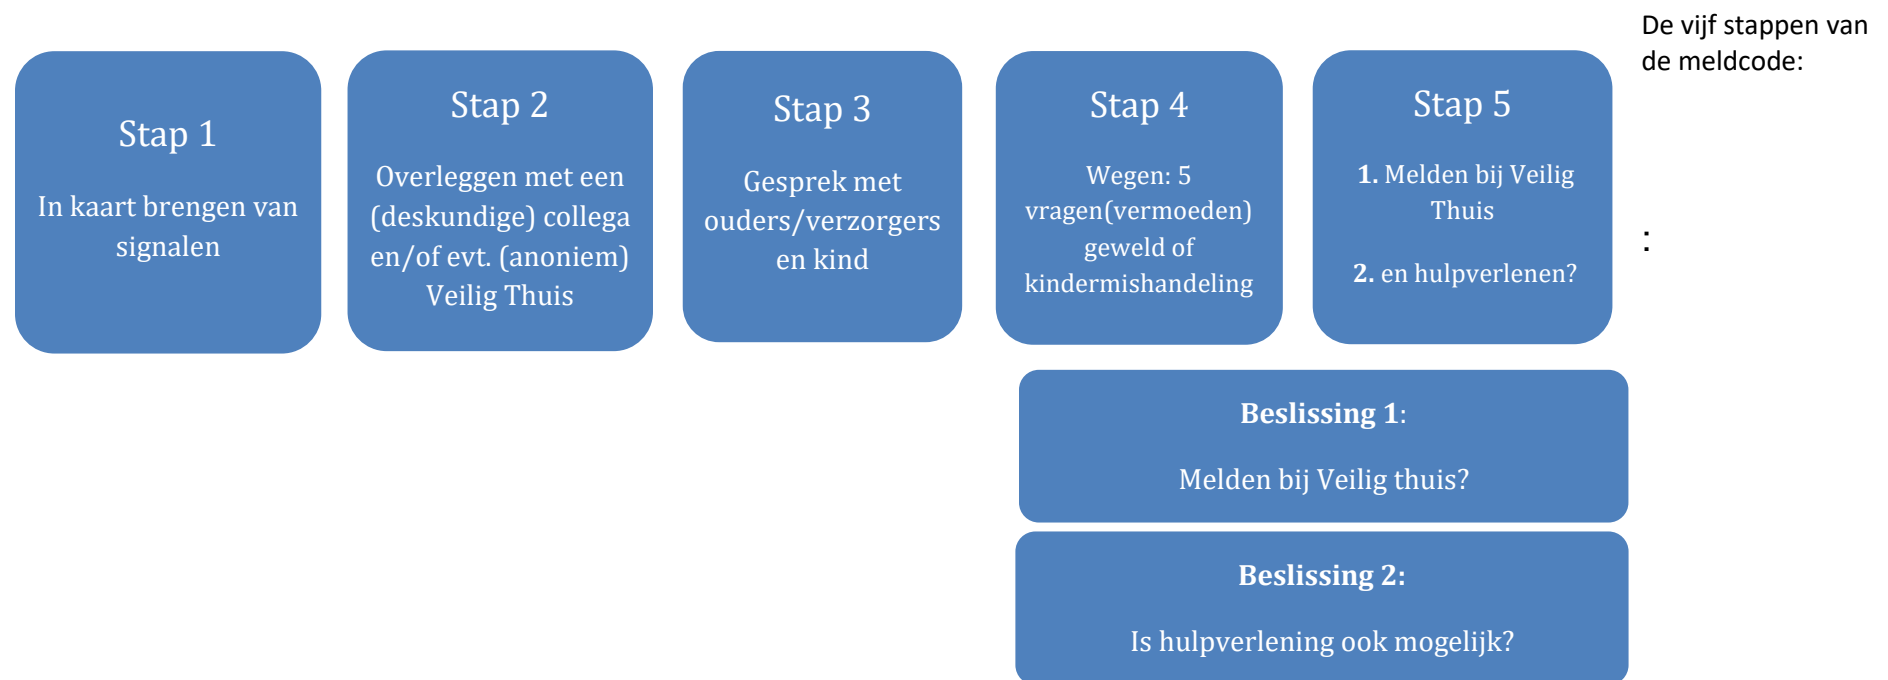 De vijf stappen van
de meldcode:
Stap 1
In kaart brengen van
signalen
Stap 2
Overleggen met een
(deskundige) collega
en/of evt. (anoniem)
Veilig Thuis
Stap 3
Gesprek met
ouders/verzorgers
en kind
Stap 4
Wegen: 5
vragen(vermoeden)
geweld of
kindermishandeling
Stap 5
1. Melden bij Veilig
Thuis
2. en hulpverlenen?
:
Beslissing 1:
Melden bij Veilig thuis?
Beslissing 2:
Is hulpverlening ook mogelijk?